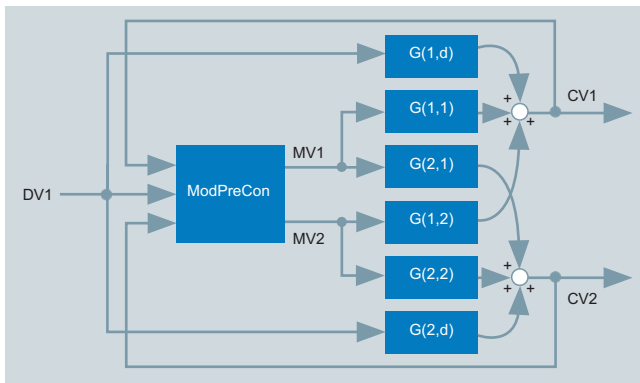 G(1,d)
+
CV1
G(1,1)
+ +
MV1
G(2,1)
DV1
ModPreCon
G(1,2)
MV2
+
G(2,2)
+ +
CV2
G(2,d)